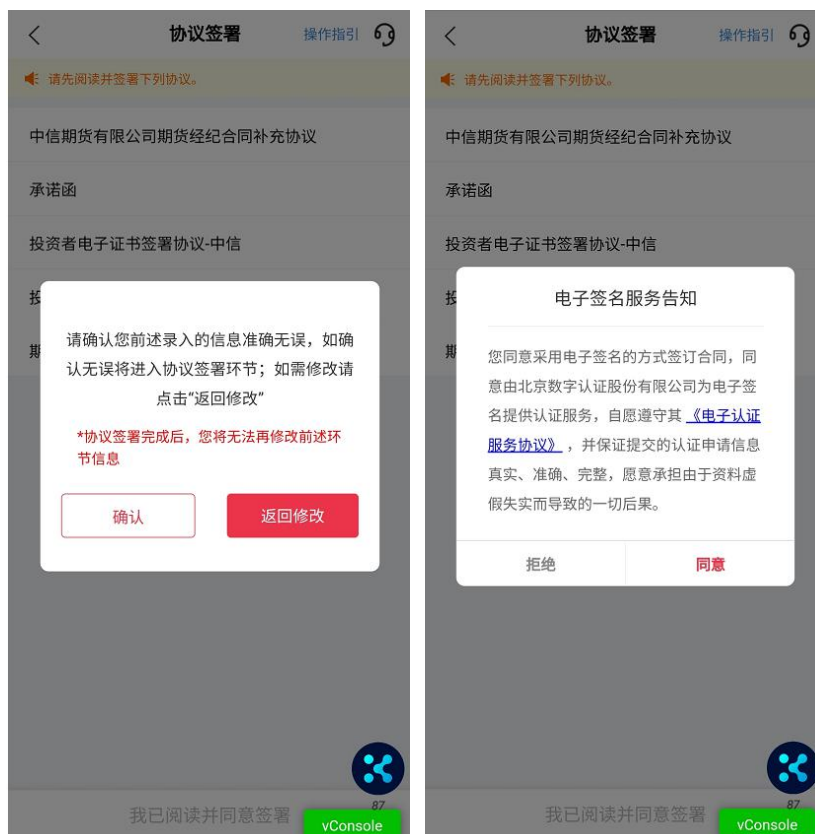 协议签署
操作指引
请先阅读并签署下列协议。
中信期货有限公司期货经纪合同补充协议
承诺函
投资者电子证书签署协议-中信
投
期
请确认您前述录入的信息准确无误，如确
认无误将进入协议签署环节；如需修改请
点击“返回修改”
*协议签署完成后，您将无法再修改前述环
节信息
确认
返回修改
87
我已阅读并同意签署
vConsole
协议签署
操作指引
请先阅读并签署下列协议。
中信期货有限公司期货经纪合同补充协议
承诺函
投资者电子证书签署协议-中信
投
期
电子签名服务告知
您同意采用电子签名的方式签订合同，同
意由北京数字认证股份有限公司为电子签
名提供认证服务，自愿遵守其《电子认证
服务协议》，并保证提交的认证申请信息
真实、准确、完整，愿意承担由于资料虚
假失实而导致的一切后果。
拒绝
同意
87
我已阅读并同意签署
vConsole